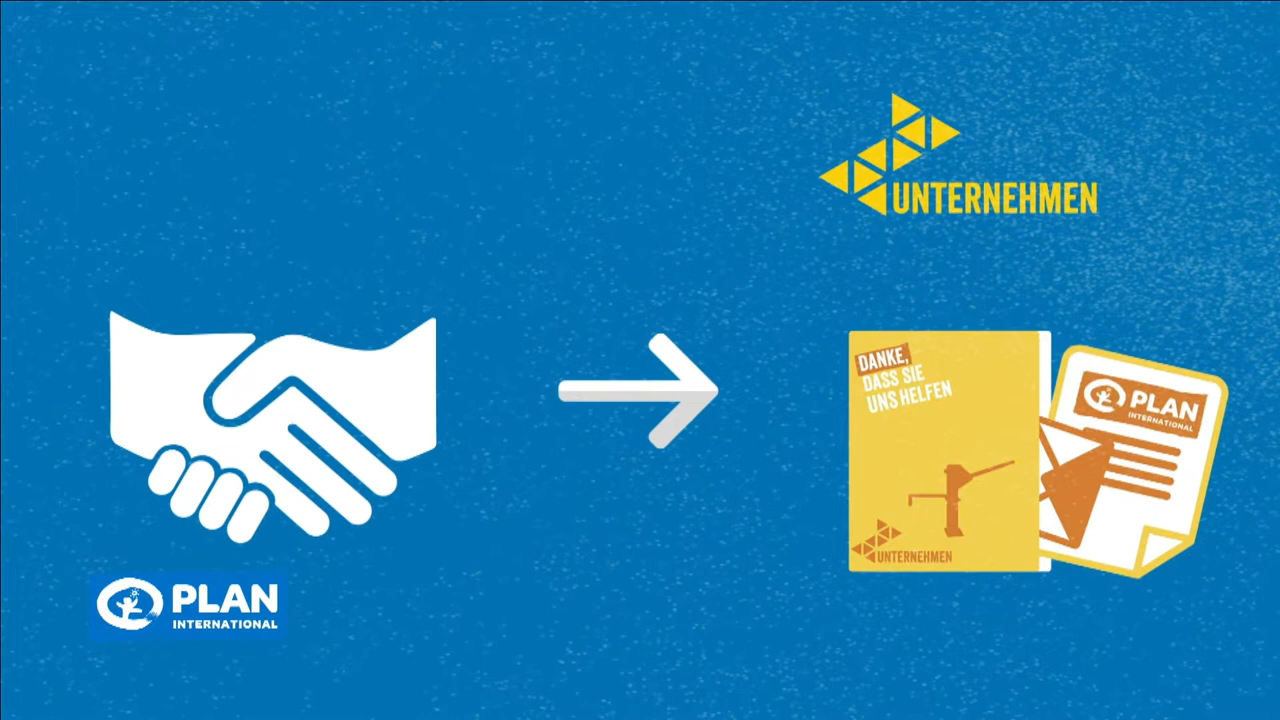 UNTERNEHMEN
DANKE,
DASS SIE
UNS HELFEN
UNTERNEHMEN
PLAN
INTERNATIONAL
PLAN
INTERNATIONAL